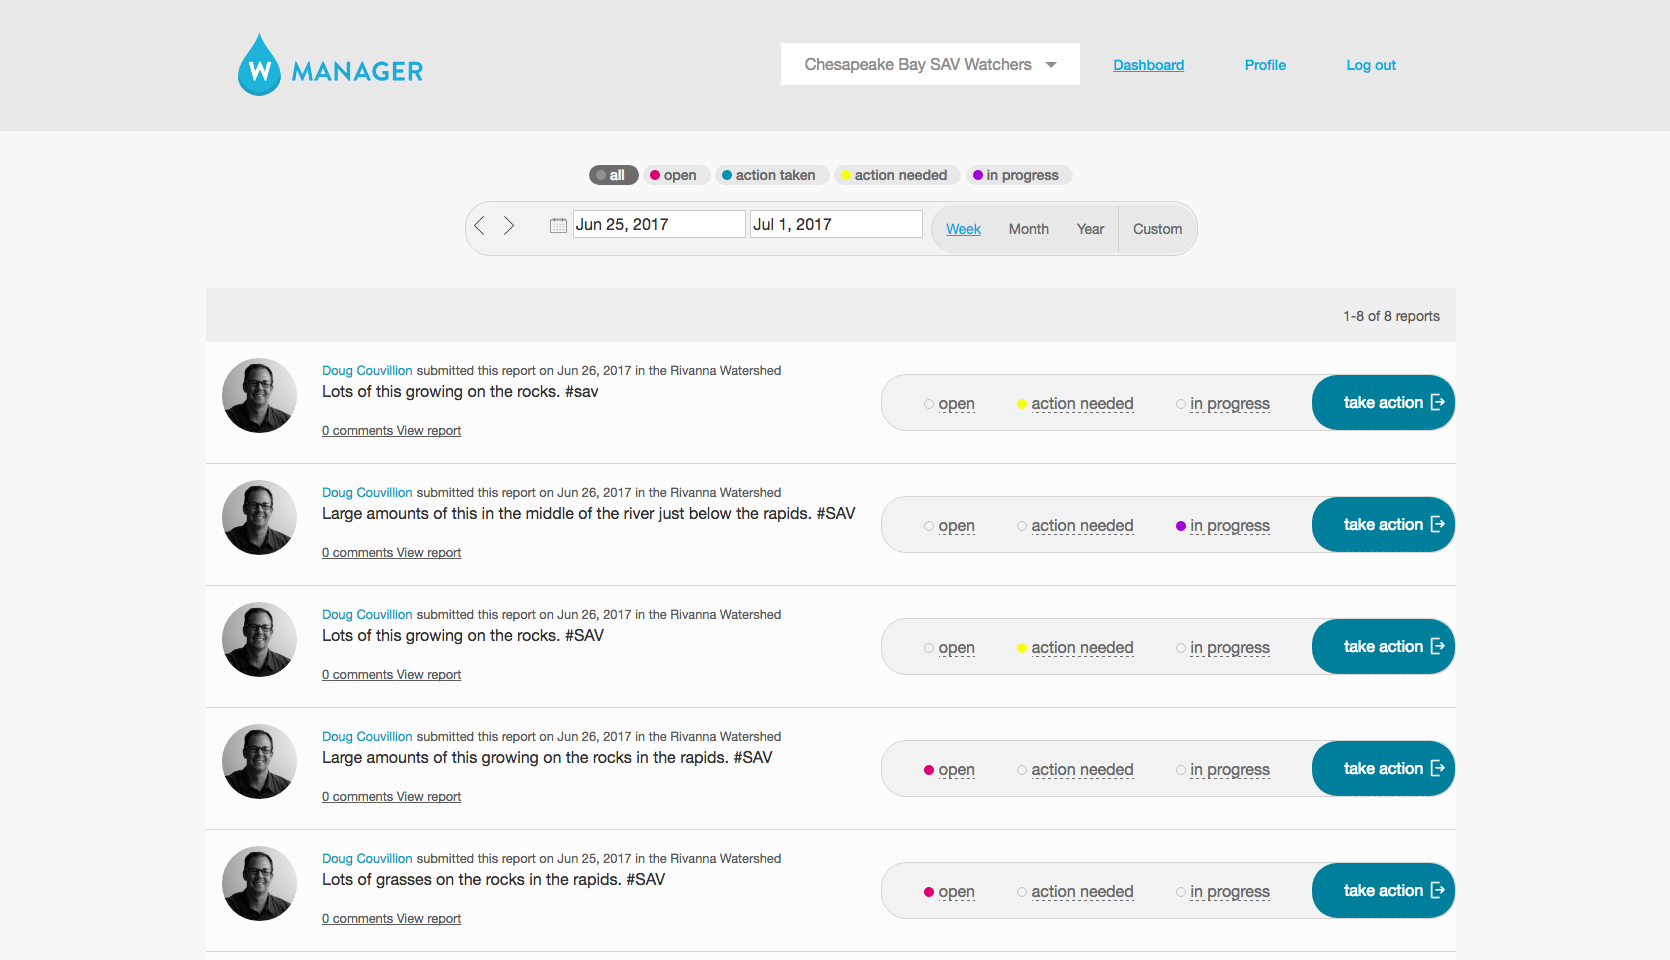 W MANAGER
Chesapeake Bay SAV Watchers
Dashboard
Profile
Log out
all
open
action taken
action needed
in progress
Jun 25, 2017
Jul 1, 2017
Week
Month
Year
Custom
1-8 of 8 reports
Doug Couvillion submitted this report on Jun 26, 2017 in the Rivanna Watershed
Lots of this growing on the rocks. #sav
0 comments View report
open
action needed
in progress
take action
Doug Couvillion submitted this report on Jun 26, 2017 in the Rivanna Watershed
Large amounts of this in the middle of the river just below the rapids. #SAV
0 comments View report
open
action needed
in progress
take action
Doug Couvillion submitted this report on Jun 26, 2017 in the Rivanna Watershed
Lots of this growing on the rocks. #SAV
0 comments View report
open
action needed
in progress
take action
Doug Couvillion submitted this report on Jun 26, 2017 in the Rivanna Watershed
Large amounts of this growing on the rocks in the rapids. #SAV
0 comments View report
open
action needed
in progress
take action
Doug Couvillion submitted this report on Jun 25, 2017 in the Rivanna Watershed
Lots of grasses on the rocks in the rapids. #SAV
0 comments View report
open
action needed
in progress
take action